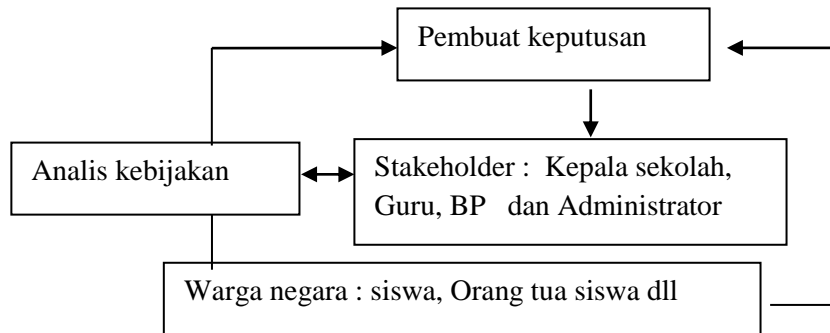 Pembuat keputusan
Analis kebijakan
Stakeholder : Kepala sekolah,
Guru, BP dan Administrator
Warga negara : siswa, Orang tua siswa dll